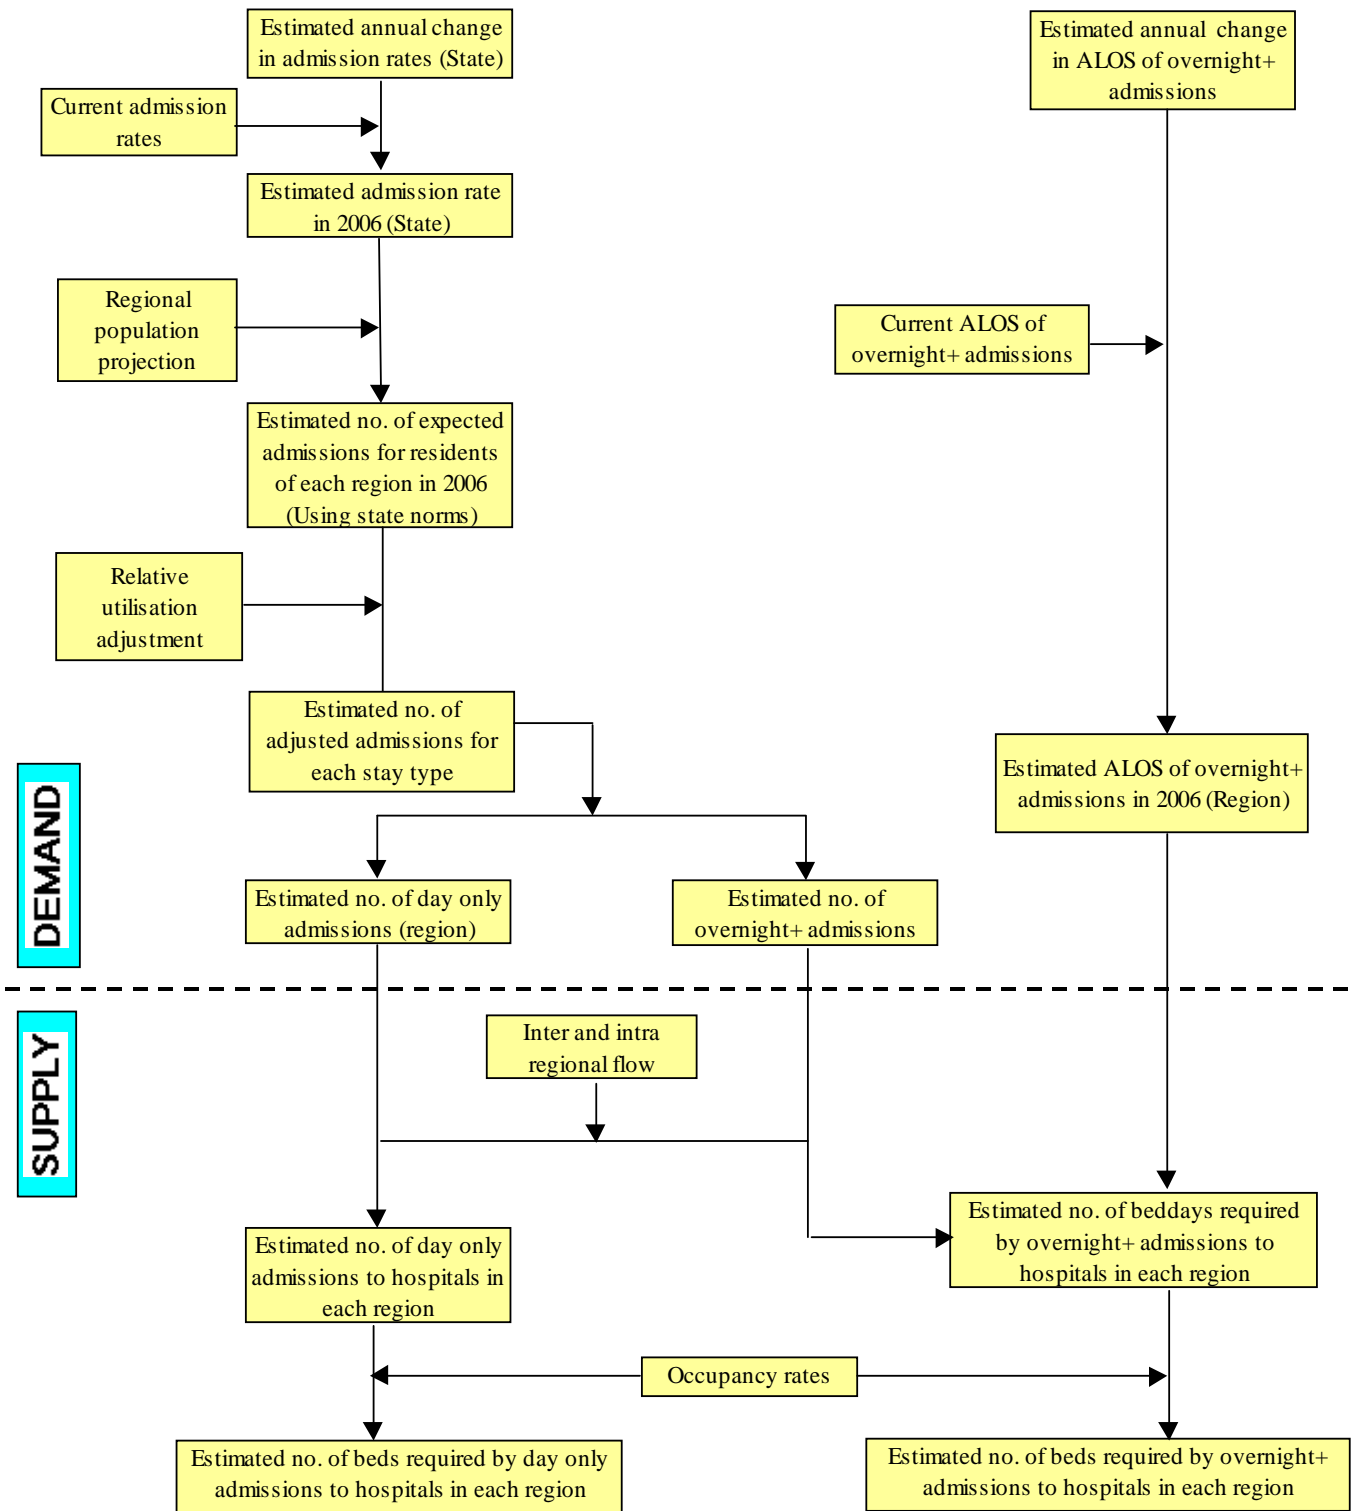 Estimated annual change
in admission rates (State)
Estimated annual change
in ALOS of overnight+
admissions
Current admission
rates
Estimated admission rate
in 2006 (State)
Regional
population
projection
Current ALOS of
overnight+ admissions
Estimated no. of expected
admissions for residents
of each region in 2006
(Using state norms)
Relative
utilisation
adjustment
Estimated no. of
adjusted admissions for
each stay type
Estimated ALOS of overnight+
admissions in 2006 (Region)
DEMAND
Estimated no. of day only
admissions (region)
Estimated no. of
overnight+ admissions
SUPPLY
Inter and intra
regional flow
Estimated no. of day only
admissions to hospitals in
each region
Estimated no. of beddays required
by overnight+ admissions to
hospitals in each region
Occupancy rates
Estimated no. of beds required by day only
admissions to hospitals in each region
Estimated no. of beds required by overnight+
admissions to hospitals in each region